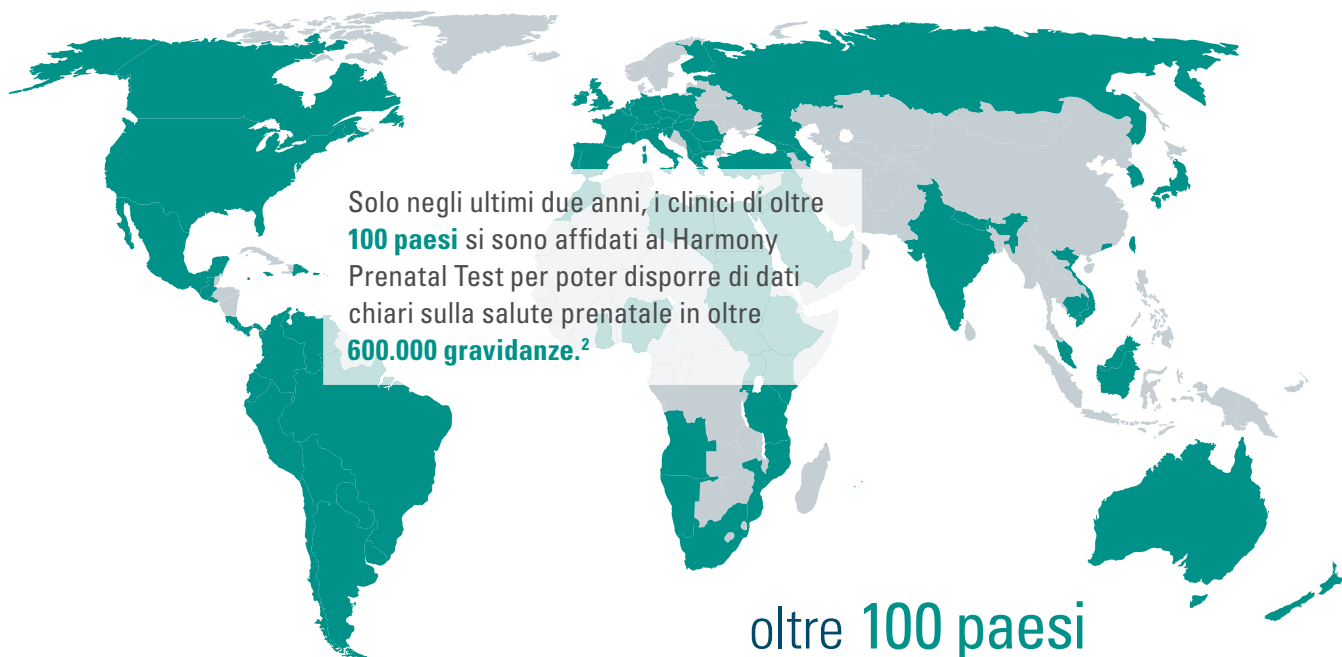 Solo negli ultimi due anni, i clinici di oltre
100 paesi si sono affidati al Harmony
Prenatal Test per poter disporre di dati
chiari sulla salute prenatale in oltre
600.000 gravidanze.²
oltre 100 paesi